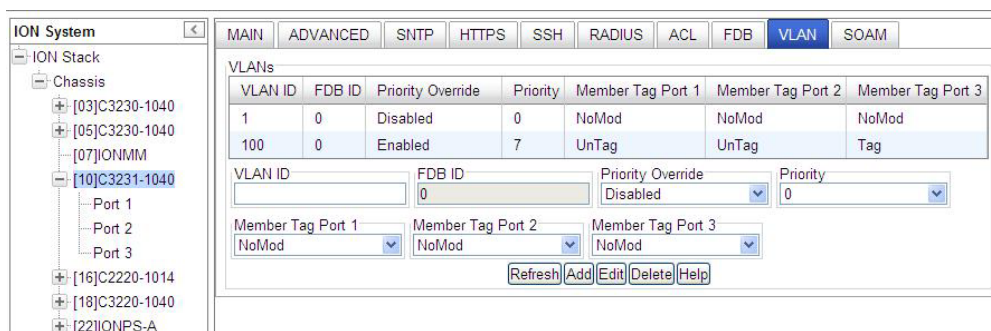 ION System <
ION Stack
Chassis
[03]C3230-1040
[05]C3230-1040
[07]IONMM
[10]C3231-1040
Port 1
Port 2
Port 3
[16]C2220-1014
[18]C3220-1040
[22]IONPS-A
MAIN ADVANCED SNTP HTTPS SSH RADIUS ACL FDB VLAN SOAM
VLANs
VLAN ID FDB ID Priority Override Priority Member Tag Port 1 Member Tag Port 2 Member Tag Port 3
1 0 Disabled 0 NoMod NoMod NoMod
100 0 Enabled 7 UnTag UnTag Tag
VLAN ID FDB ID Priority Override Priority
0 Disabled 0
Member Tag Port 1 Member Tag Port 2 Member Tag Port 3
NoMod NoMod NoMod
Refresh Add Edit Delete Help